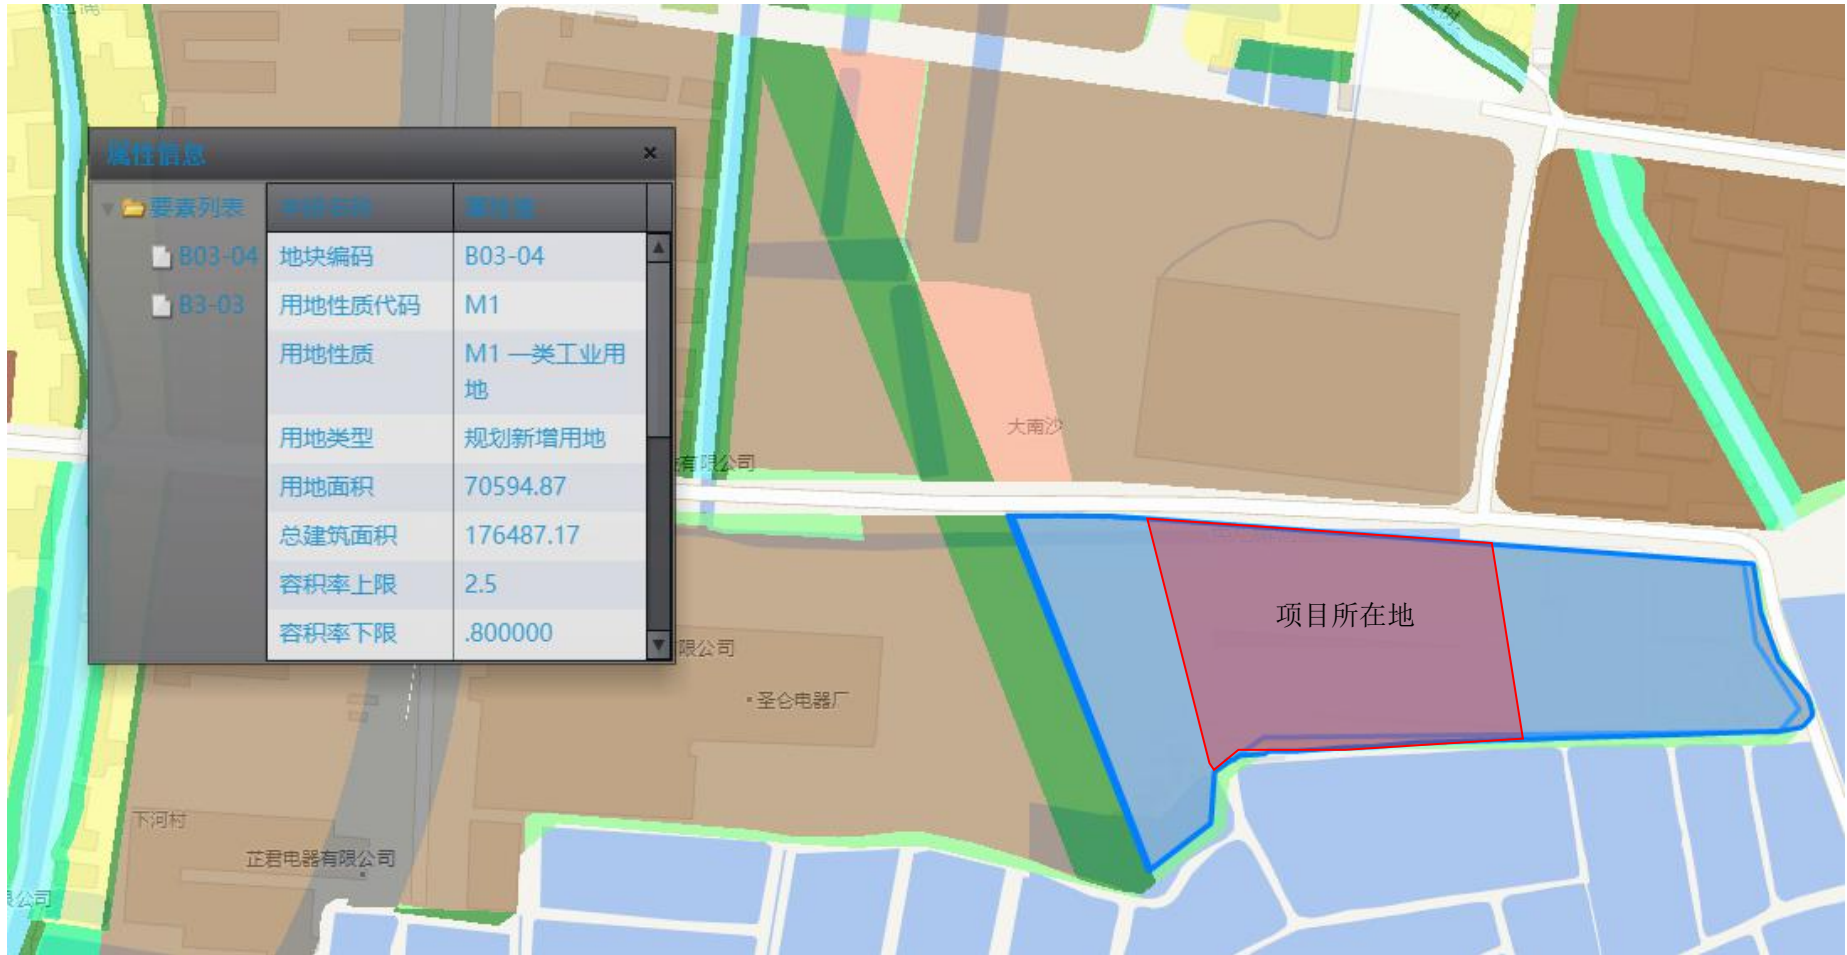 属性信息
×
要素列表
B03-04
B3-03
属性值
地块编码 B03-04
用地性质代码 M1
用地性质 M1 一类工业用
地
用地类型 规划新增用地
用地面积 70594.87
总建筑面积 176487.17
容积率上限 2.5
容积率下限 .800000
大南沙
有限公司
项目所在地
限公司
圣仑电器厂
下河村
芷君电器有限公司
公司